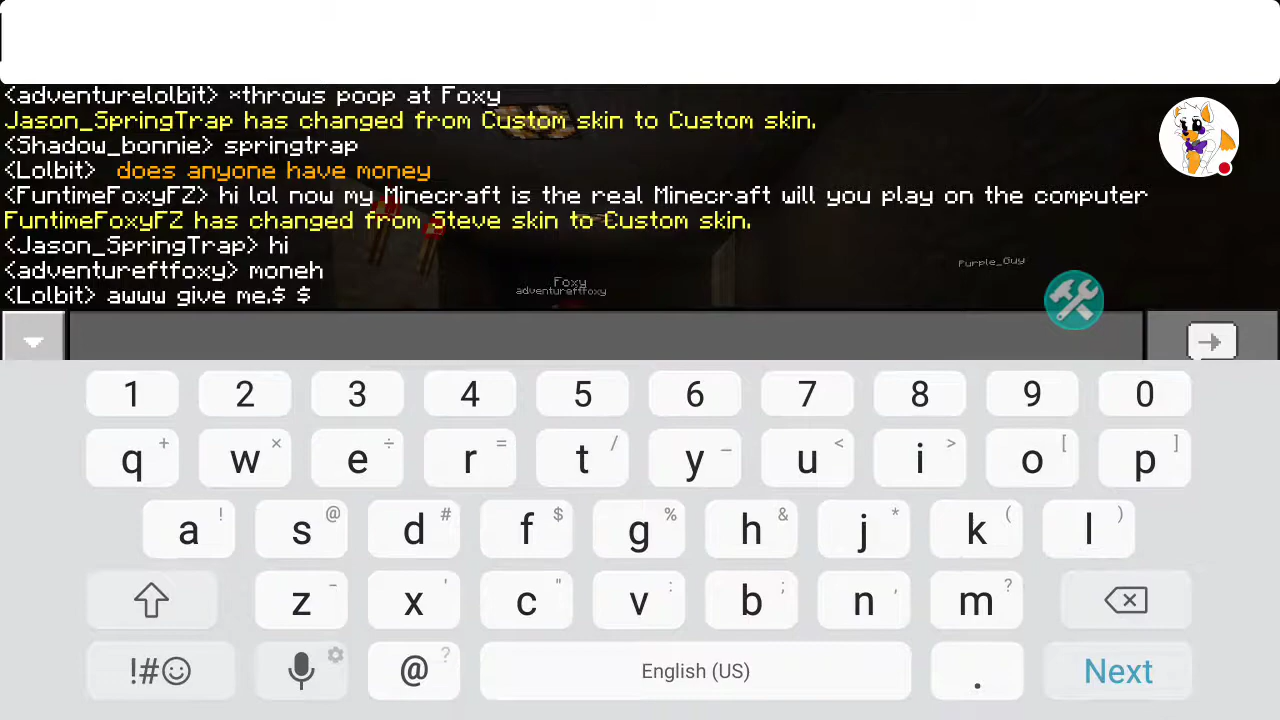 <adventurelolbit> *throws poop at Foxy
Jason_SpringTrap has changed from Custom skin to Custom skin.
<Shadow_bonnie> springtrap
<Lolbit>  does anyone have money
<FuntimeFoxyFZ> hi lol now my Minecraft is the real Minecraft will you play on the computer
FuntimeFoxyFZ has changed from Steve skin to Custom skin.
<Jason_SpringTrap> hi
<adventureftfoxy> moneh
<Lolbit> awww give me.$ $
Purple_Guy
Foxy
adventureftfoxy
1 2 3 4 5 6 7 8 9 0
q + w × e ÷ r = t / y _ u < i > o [ p ]
a ! s @ d # f $ g % h & j * k ( l )
z - x ' c " v : b ; n , m ?
!#☺ @ ? English (US) . Next